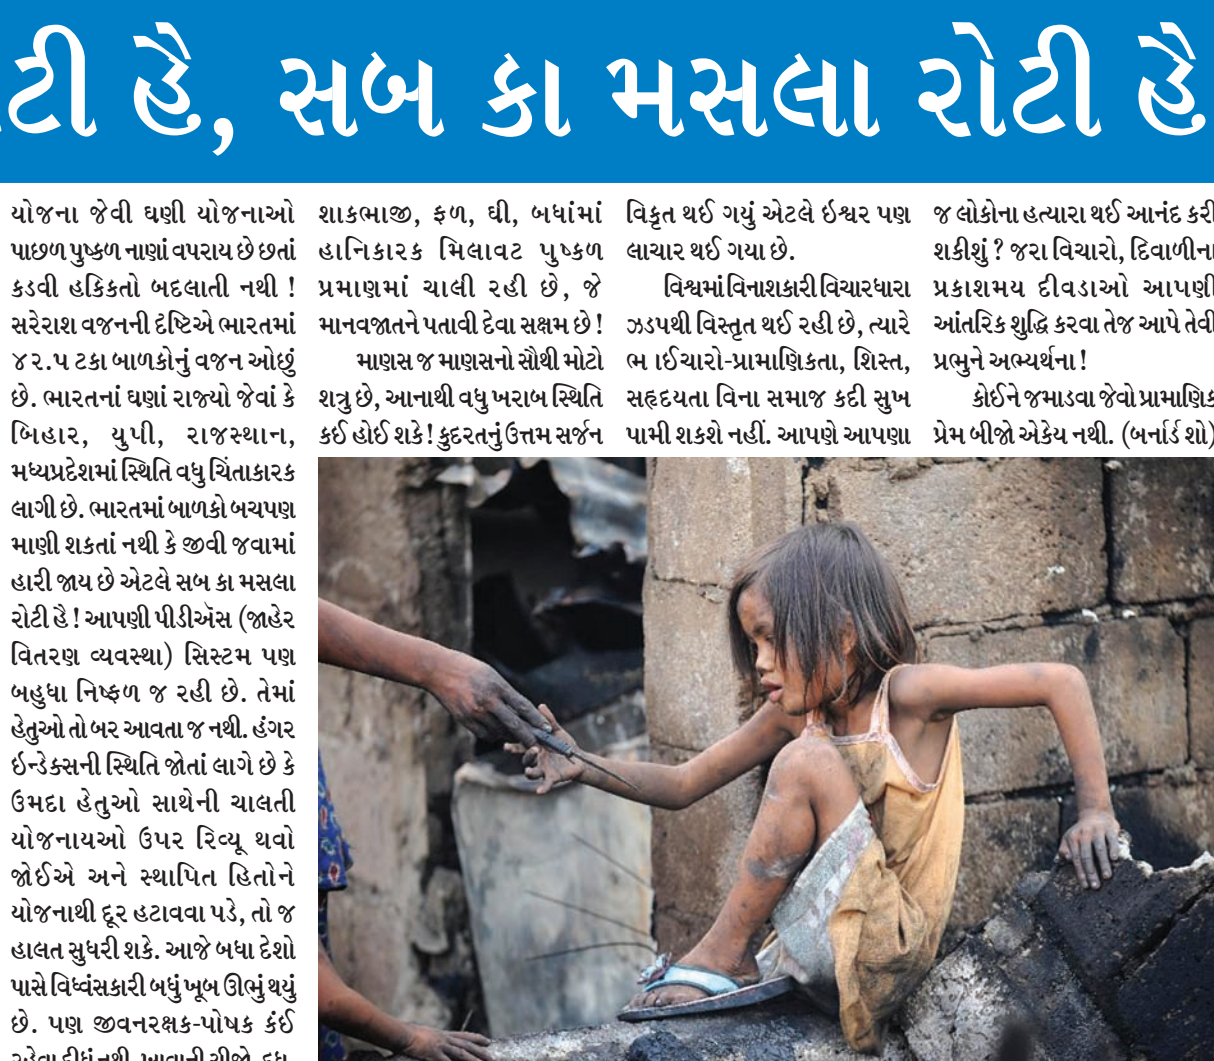 ટી હૈ, સબ કા મસલા રોટી હૈ
યોજના જેવી ઘણી યોજનાઓ
પાછળ પુષ્કળ નાણાં વપરાય છે છતાં
કડવી હકિકતો બદલાતી નથી !
સરેરાશ વજનની દૃષ્ટિએ ભારતમાં
૪૨.૫ ટકા બાળકોનું વજન ઓછું
છે. ભારતનાં ઘણાં રાજ્યો જેવાં કે
બિહાર, યુપી, રાજસ્થાન,
મધ્યપ્રદેશમાં સ્થિતિ વધુ ચિંતાકારક
લાગી છે. ભારતમાં બાળકો બચપણ
માણી શકતાં નથી કે જીવી જવામાં
હારી જાય છે એટલે સબ કા મસલા
રોટી હૈ ! આપણી પીડીઍસ (જાહેર
વિતરણ વ્યવસ્થા) સિસ્ટમ પણ
બહુધા નિષ્ફળ જ રહી છે. તેમાં
હેતુઓ તો બર આવતા જ નથી. હંગર
ઇન્ડેક્સની સ્થિતિ જોતાં લાગે છે કે
ઉમદા હેતુઓ સાથેની ચાલતી
યોજનાયઓ ઉપર રિવ્યૂ થવો
જોઈએ અને સ્થાપિત હિતોને
યોજનાથી દૂર હટાવવા પડે, તો જ
હાલત સુધરી શકે. આજે બધા દેશો
પાસે વિધ્વંસકારી બધું ખૂબ ઊભું થયું
છે. પણ જીવનરક્ષક-પોષક કંઈ
શાકભાજી, ફળ, ઘી, બધાંમાં
હાનિકારક મિલાવટ પુષ્કળ
પ્રમાણમાં ચાલી રહી છે, જે
માનવજાતને પતાવી દેવા સક્ષમ છે !
માણસ જ માણસનો સૌથી મોટો
શત્રુ છે, આનાથી વધુ ખરાબ સ્થિતિ
કઈ હોઈ શકે ! કુદરતનું ઉત્તમ સર્જન
વિકૃત થઈ ગયું એટલે ઇશ્વર પણ
લાચાર થઈ ગયા છે.
વિશ્વમાં વિનાશકારી વિચારધારા
ઝડપથી વિસ્તૃત થઈ રહી છે, ત્યારે
ભ ાઈચારો-પ્રામાણિકતા, શિસ્ત,
સહૃદયતા વિના સમાજ કદી સુખ
પામી શકશે નહીં. આપણે આપણા
જ લોકોના હત્યારા થઈ આનંદ કરી
શકીશું ? જરા વિચારો, દિવાળીના
પ્રકાશમય દીવડાઓ આપણી
આંતરિક શુદ્ધિ કરવા તેજ આપે તેવી
પ્રભુને અભ્યર્થના !
કોઈને જમાડવા જેવો પ્રામાણિક
પ્રેમ બીજો એકેય નથી. (બર્નાર્ડ શો)